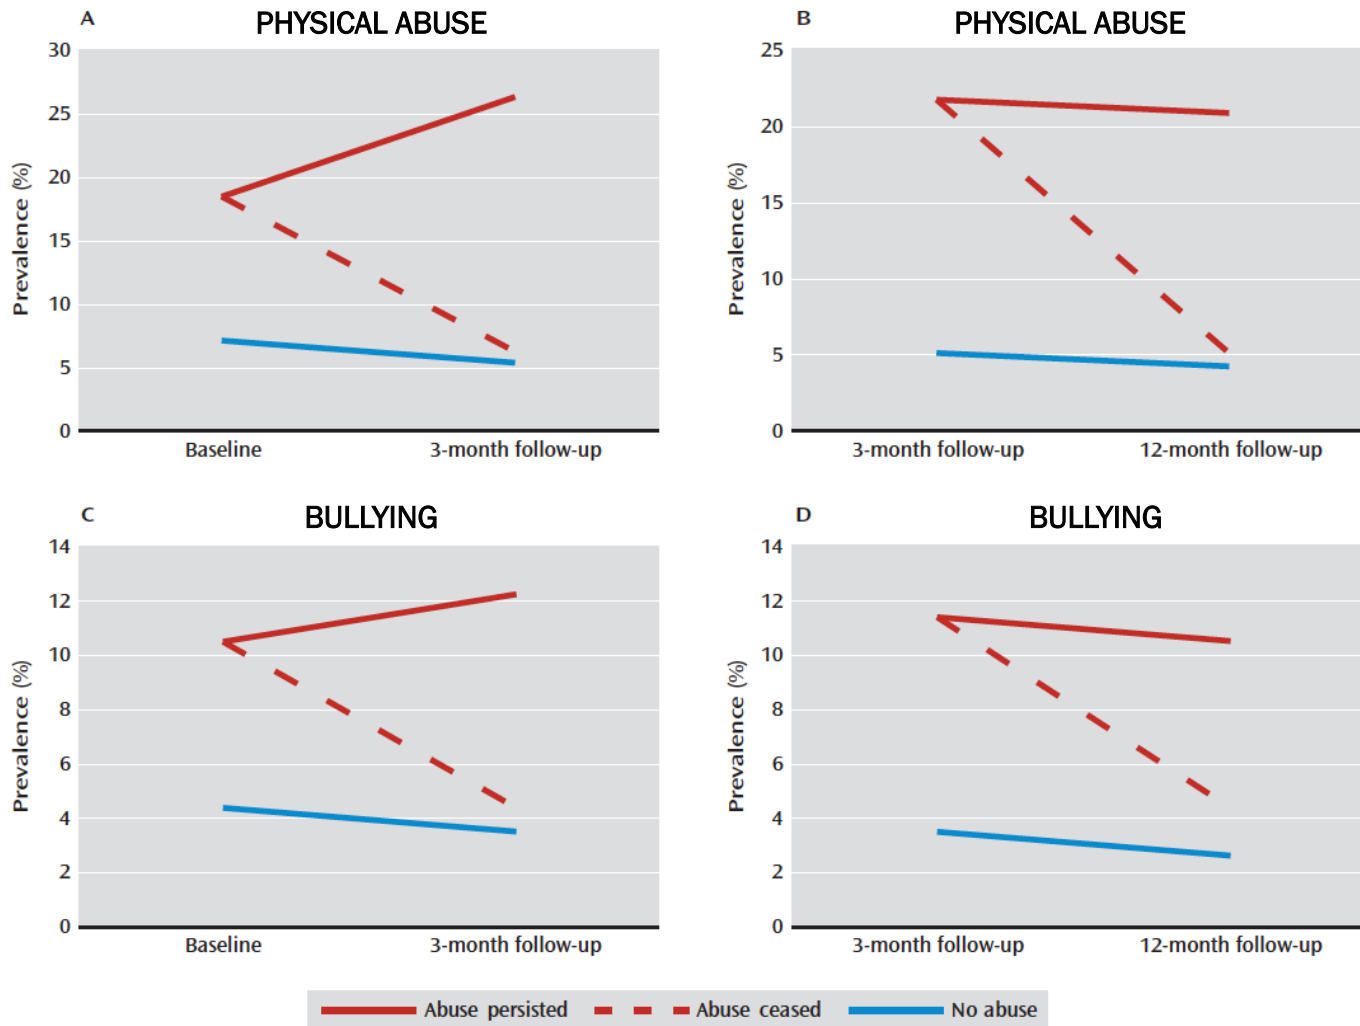 A PHYSICAL ABUSE
30
25
20
15
10
5
0
Prevalence (%)
Baseline 3-month follow-up
B PHYSICAL ABUSE
25
20
15
10
5
0
Prevalence (%)
3-month follow-up 12-month follow-up
C BULLYING
14
12
10
8
6
4
2
0
Prevalence (%)
Baseline 3-month follow-up
D BULLYING
14
12
10
8
6
4
2
0
Prevalence (%)
3-month follow-up 12-month follow-up
Abuse persisted Abuse ceased No abuse